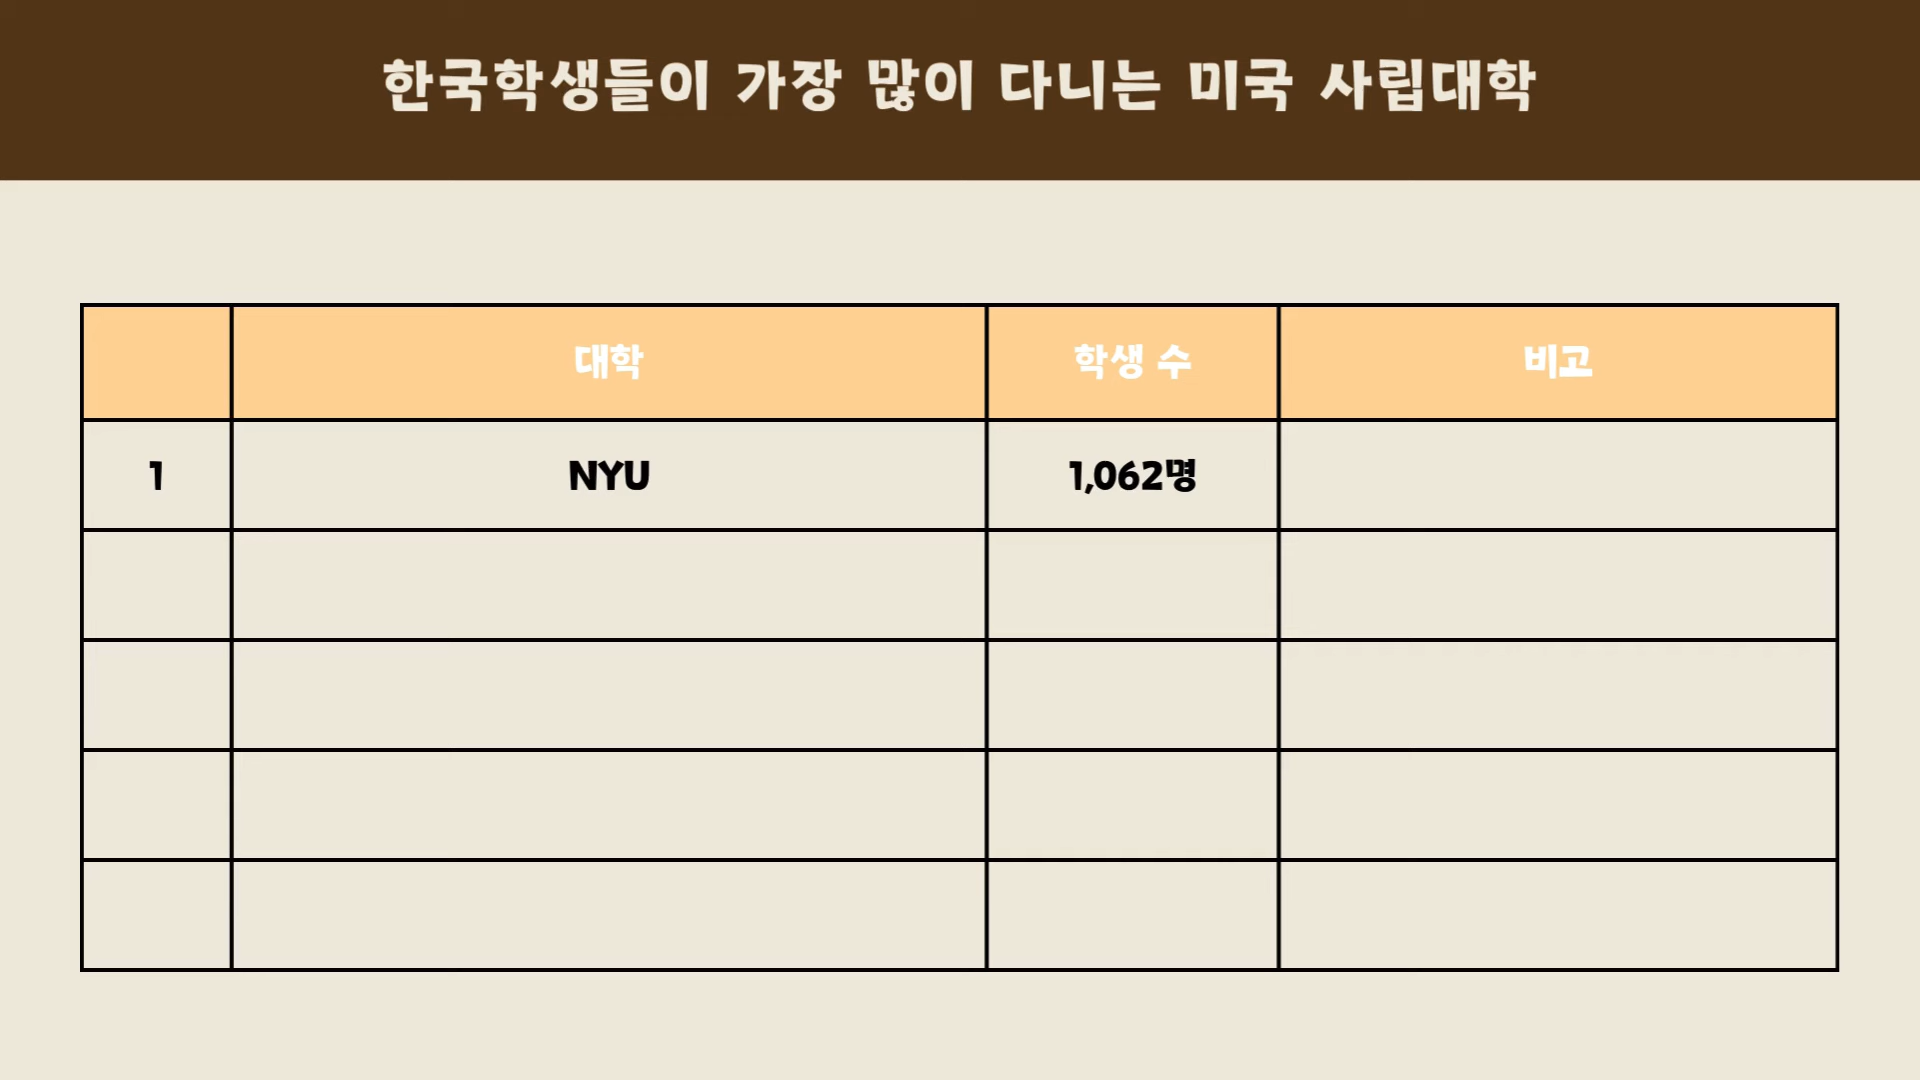 한국학생들이 가장 많이 다니는 미국 사립대학
대학 학생 수 비고
1 NYU 1,062명